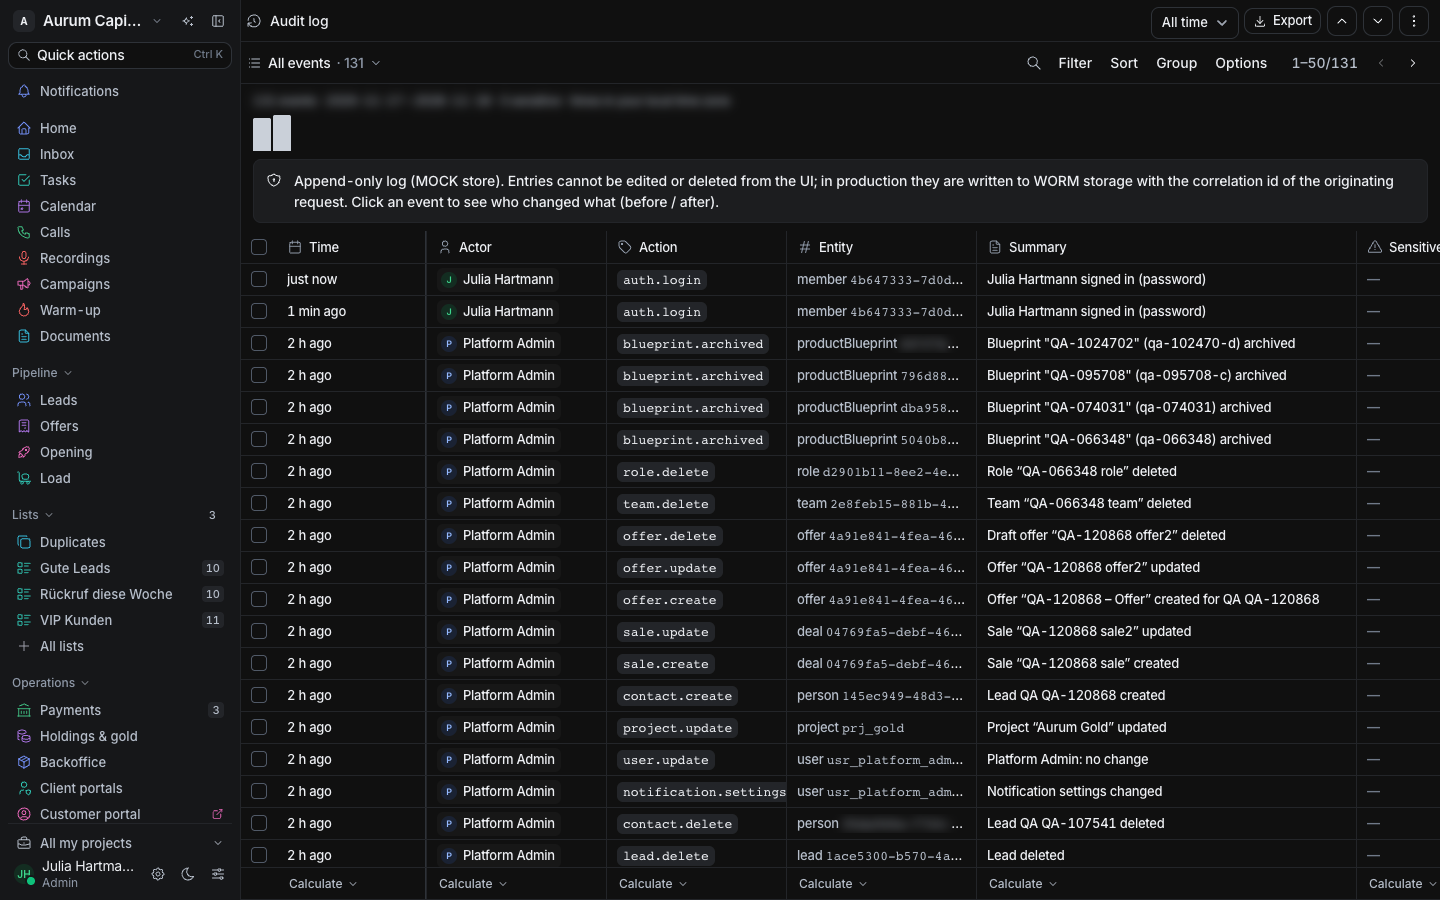 A Aurum Capi...
Quick actions Ctrl K
Notifications
Home
Inbox
Tasks
Calendar
Calls
Recordings
Campaigns
Warm-up
Documents
Pipeline
Leads
Offers
Opening
Load
Lists 3
Duplicates
Gute Leads 10
Rückruf diese Woche 10
VIP Kunden 11
All lists
Operations
Payments 3
Holdings & gold
Backoffice
Client portals
Customer portal
All my projects
JH Julia Hartma...
Admin
Audit log
All time Export
All events · 131
Filter Sort Group Options 1–50/131
Append-only log (MOCK store). Entries cannot be edited or deleted from the UI; in production they are written to WORM storage with the correlation id of the originating
request. Click an event to see who changed what (before / after).
Time Actor Action Entity Summary Sensitive
just now J Julia Hartmann auth.login member 4b647333-7d0d... Julia Hartmann signed in (password) —
1 min ago J Julia Hartmann auth.login member 4b647333-7d0d... Julia Hartmann signed in (password) —
2 h ago P Platform Admin blueprint.archived productBlueprint ... Blueprint "QA-1024702" (qa-102470-d) archived —
2 h ago P Platform Admin blueprint.archived productBlueprint 796d88... Blueprint "QA-095708" (qa-095708-c) archived —
2 h ago P Platform Admin blueprint.archived productBlueprint dba958... Blueprint "QA-074031" (qa-074031) archived —
2 h ago P Platform Admin blueprint.archived productBlueprint 5040b8... Blueprint "QA-066348" (qa-066348) archived —
2 h ago P Platform Admin role.delete role d2901b11-8ee2-4e... Role “QA-066348 role” deleted —
2 h ago P Platform Admin team.delete team 2e8feb15-881b-4... Team “QA-066348 team” deleted —
2 h ago P Platform Admin offer.delete offer 4a91e841-4fea-46... Draft offer “QA-120868 offer2” deleted —
2 h ago P Platform Admin offer.update offer 4a91e841-4fea-46... Offer “QA-120868 offer2” updated —
2 h ago P Platform Admin offer.create offer 4a91e841-4fea-46... Offer “QA-120868 – Offer” created for QA QA-120868 —
2 h ago P Platform Admin sale.update deal 04769fa5-debf-46... Sale “QA-120868 sale2” updated —
2 h ago P Platform Admin sale.create deal 04769fa5-debf-46... Sale “QA-120868 sale” created —
2 h ago P Platform Admin contact.create person 145ec949-48d3-... Lead QA QA-120868 created —
2 h ago P Platform Admin project.update project prj_gold Project “Aurum Gold” updated —
2 h ago P Platform Admin user.update user usr_platform_adm... Platform Admin: no change —
2 h ago P Platform Admin notification.settings user usr_platform_adm... Notification settings changed —
2 h ago P Platform Admin contact.delete person ... Lead QA QA-107541 deleted —
2 h ago P Platform Admin lead.delete lead 1ace5300-b570-4a... Lead deleted —
Calculate Calculate Calculate Calculate Calculate Calculate